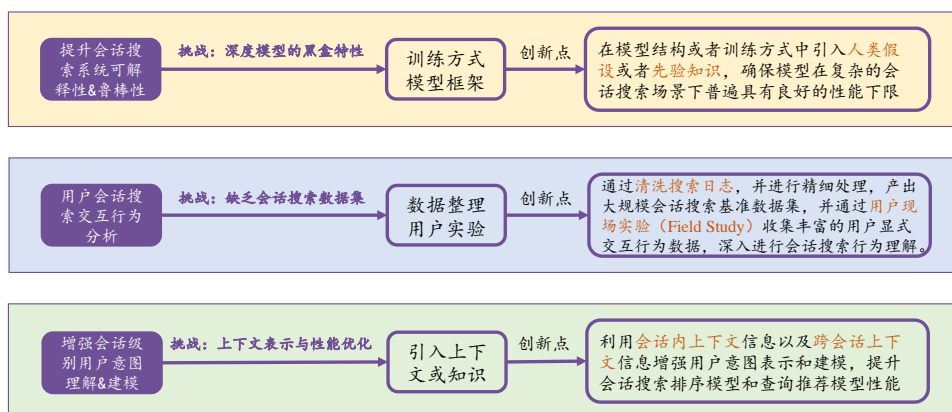 提升会话搜
索系统可解
释性&鲁棒性
挑战：深度模型的黑盒特性
训练方式
模型框架
创新点
在模型结构或者训练方式中引入人类假
设或者先验知识，确保模型在复杂的会
话搜索场景下普遍具有良好的性能下限
用户会话搜
索交互行为
分析
挑战：缺乏会话搜索数据集
数据整理
用户实验
创新点
通过清洗搜索日志，并进行精细处理，产出
大规模会话搜索基准数据集，并通过用户现
场实验（Field Study）收集丰富的用户显式
交互行为数据，深入进行会话搜索行为理解。
增强会话级
别用户意图
理解&建模
挑战：上下文表示与性能优化
引入上下
文或知识
创新点
利用会话内上下文信息以及跨会话上下
文信息增强用户意图表示和建模，提升
会话搜索排序模型和查询推荐模型性能